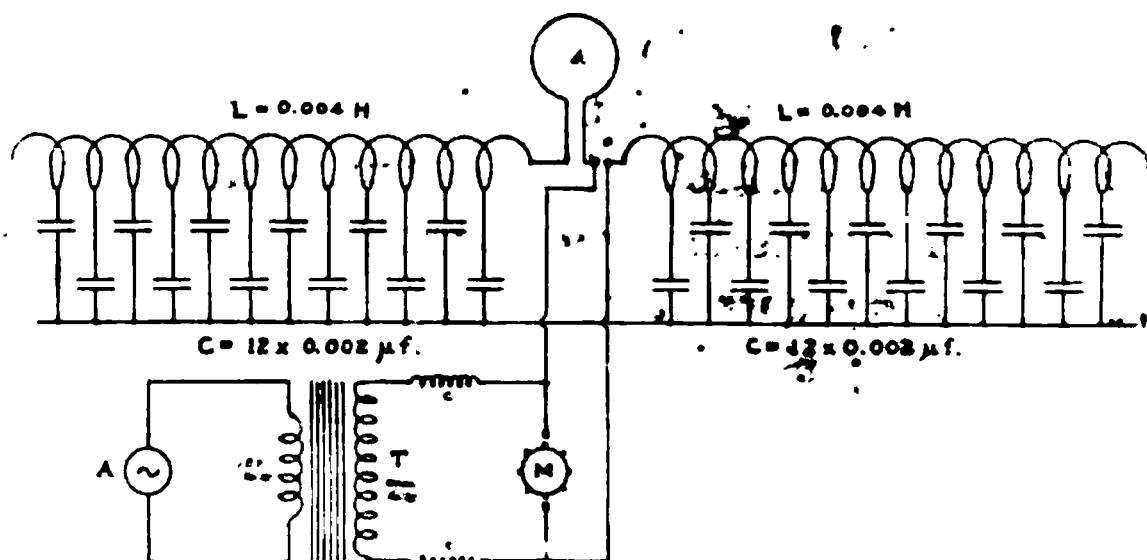 A
L = 0.004 H
L = 0.004 H
C = 12 x 0.002 μf.
C = 12 x 0.002 μf.
A
T
M
c
c